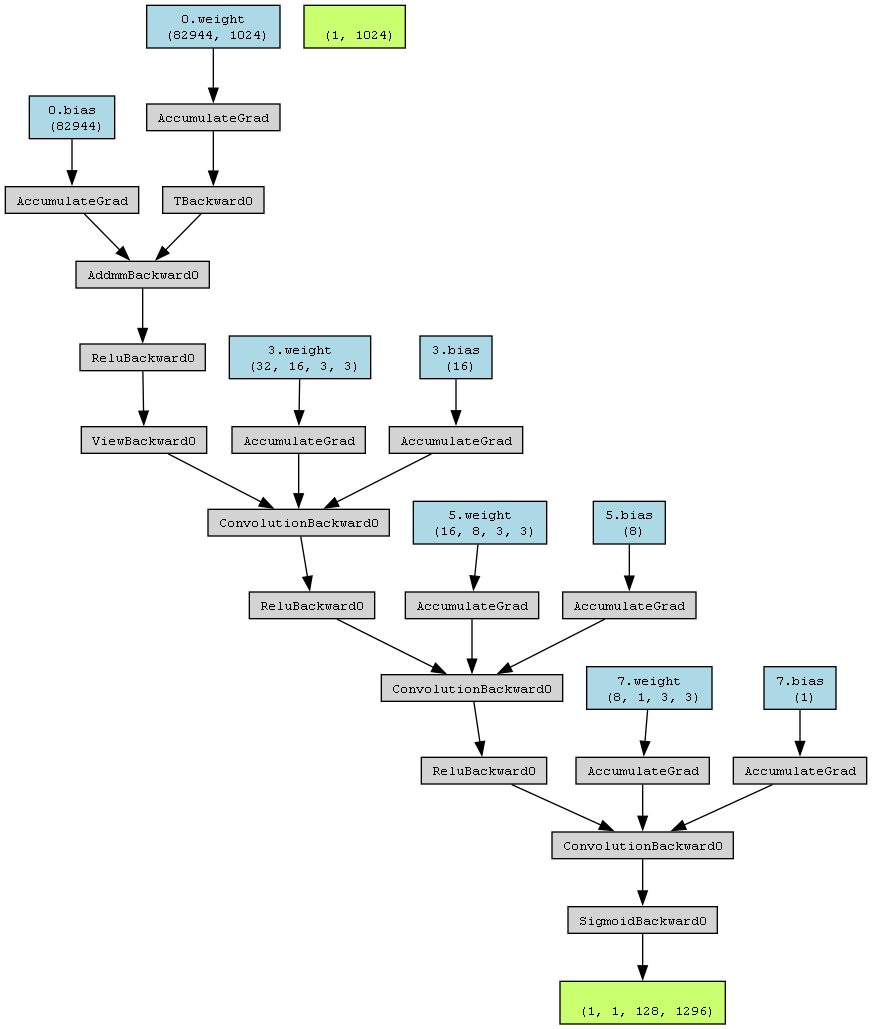 0.weight
(82944, 1024)
(1, 1024)
0.bias
(82944)
AccumulateGrad
AccumulateGrad
TBackward0
AddmmBackward0
ReluBackward0
3.weight
(32, 16, 3, 3)
3.bias
(16)
ViewBackward0
AccumulateGrad
AccumulateGrad
ConvolutionBackward0
5.weight
(16, 8, 3, 3)
5.bias
(8)
ReluBackward0
AccumulateGrad
AccumulateGrad
ConvolutionBackward0
7.weight
(8, 1, 3, 3)
7.bias
(1)
ReluBackward0
AccumulateGrad
AccumulateGrad
ConvolutionBackward0
SigmoidBackward0
(1, 1, 128, 1296)